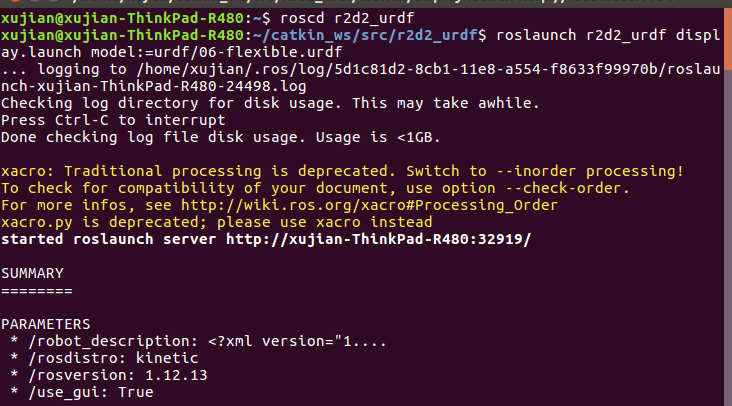 xujian@xujian-ThinkPad-R480:~$ roscd r2d2_urdf
xujian@xujian-ThinkPad-R480:~/catkin_ws/src/r2d2_urdf$ roslaunch r2d2_urdf displ
ay.launch model:=urdf/06-flexible.urdf
... logging to /home/xujian/.ros/log/5d1c81d2-8cb1-11e8-a554-f8633f99970b/roslau
nch-xujian-ThinkPad-R480-24498.log
Checking log directory for disk usage. This may take awhile.
Press Ctrl-C to interrupt
Done checking log file disk usage. Usage is <1GB.
xacro: Traditional processing is deprecated. Switch to --inorder processing!
To check for compatibility of your document, use option --check-order.
For more infos, see http://wiki.ros.org/xacro#Processing_Order
xacro.py is deprecated; please use xacro instead
started roslaunch server http://xujian-ThinkPad-R480:32919/
SUMMARY
========
PARAMETERS
 * /robot_description: <?xml version="1....
 * /rosdistro: kinetic
 * /rosversion: 1.12.13
 * /use_gui: True